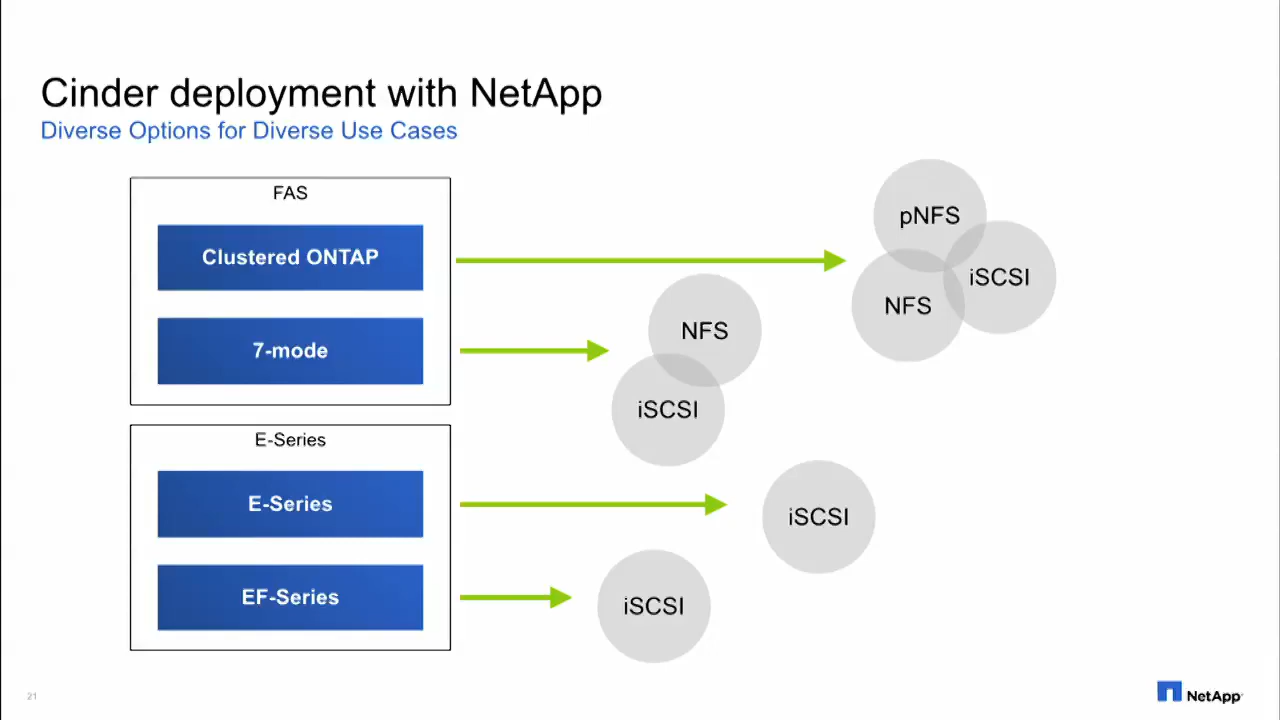 Cinder deployment with NetApp
Diverse Options for Diverse Use Cases
FAS
Clustered ONTAP
7-mode
pNFS
iSCSI
NFS
NFS
iSCSI
E-Series
E-Series
EF-Series
iSCSI
iSCSI
21
NetApp